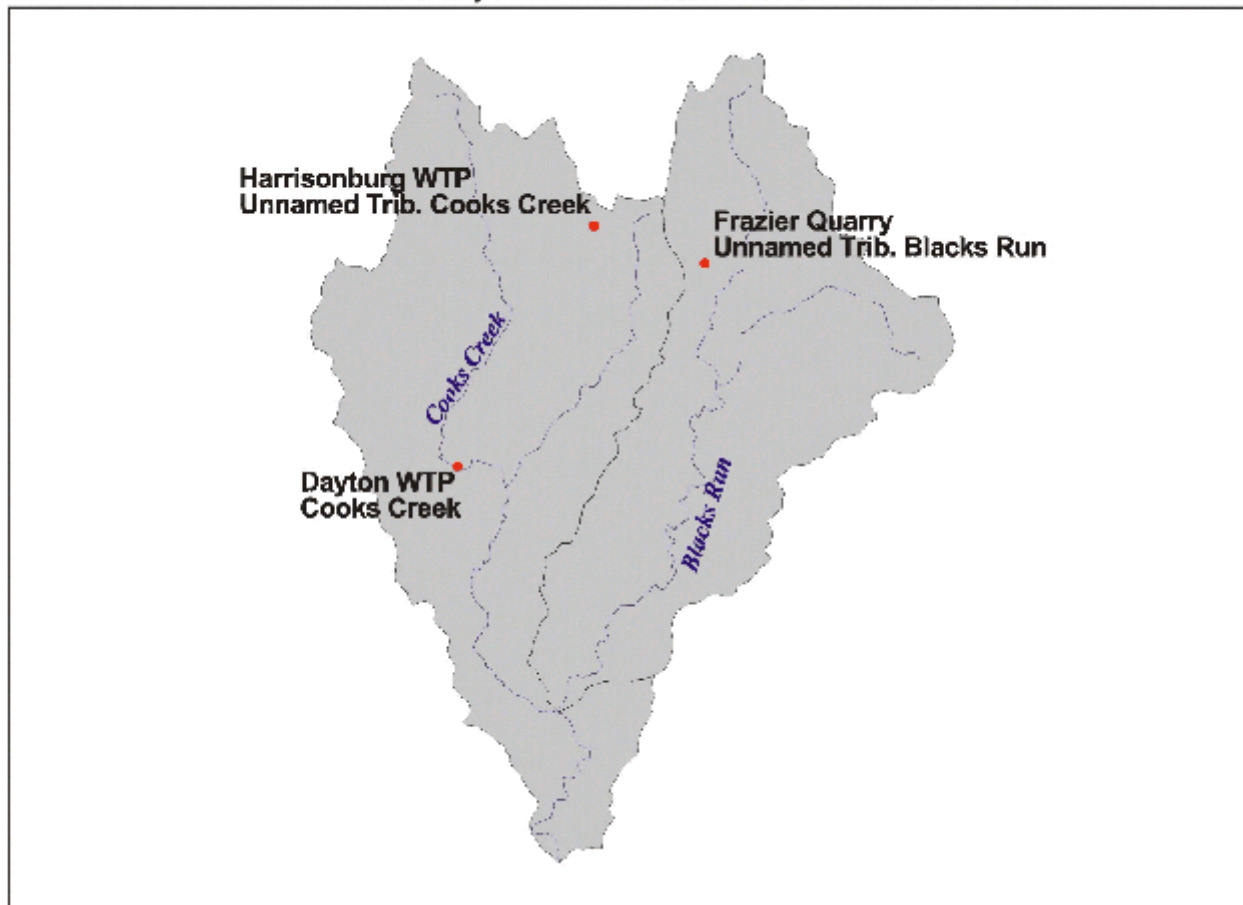 Harrisonburg WTP
Unnamed Trib. Cooks Creek
Frazier Quarry
Unnamed Trib. Blacks Run
Cooks Creek
Dayton WTP
Cooks Creek
Blacks Run